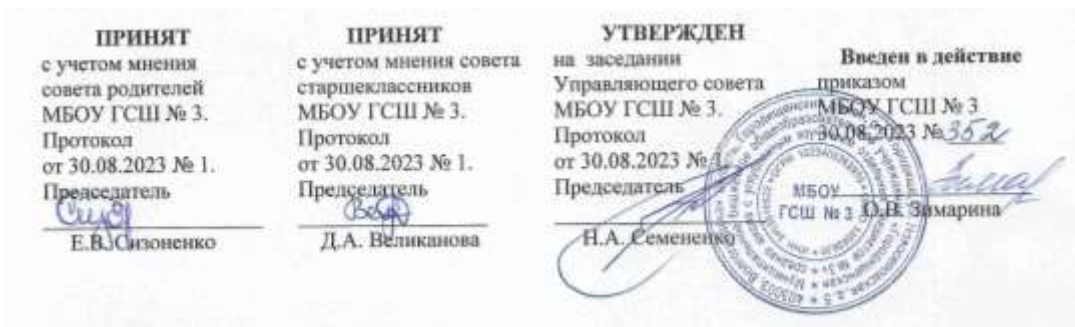 ПРИНЯТ
с учетом мнения
совета родителей
МБОУ ГСШ № 3.
Протокол
от 30.08.2023 № 1.
Председатель
Е.В. Сизоненко
ПРИНЯТ
с учетом мнения совета
старшеклассников
МБОУ ГСШ № 3.
Протокол
от 30.08.2023 № 1.
Председатель
Д.А. Великанова
УТВЕРЖДЕН
на заседании
Управляющего совета
МБОУ ГСШ № 3.
Протокол
от 30.08.2023 № 1.
Председатель
Н.А. Семененко
Введен в действие
приказом
МБОУ ГСШ № 3
30.08.2023 № 352
О.В. Зимарина
МБОУ
ГСШ № 3